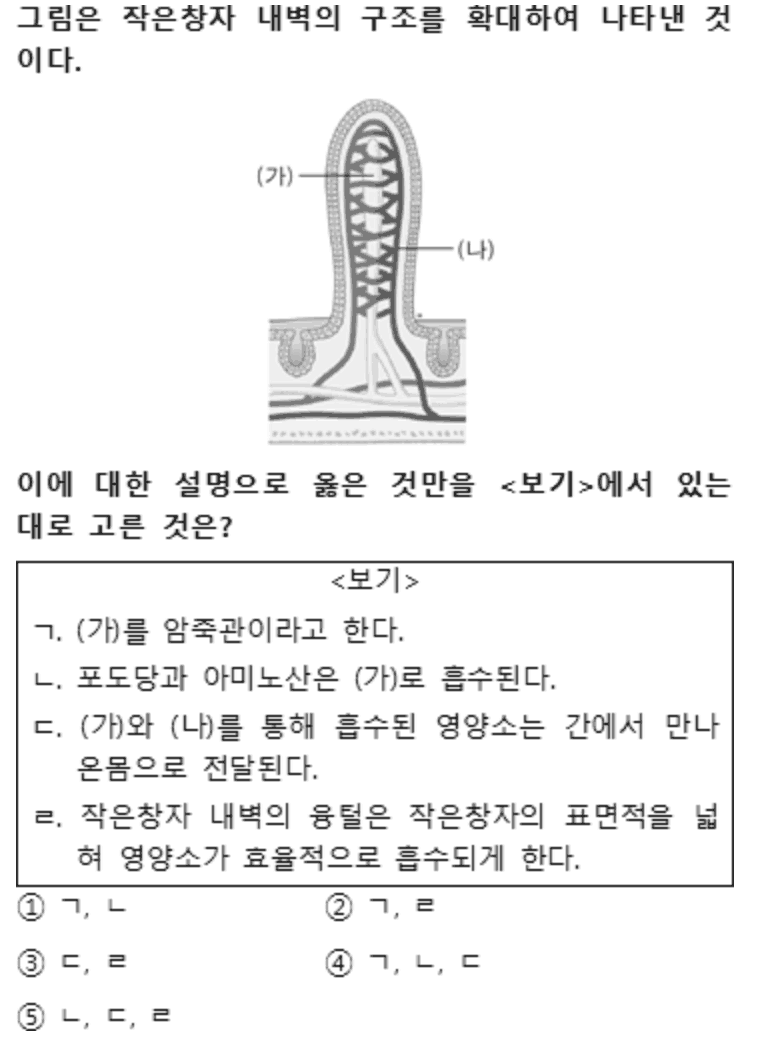 그림은 작은창자 내벽의 구조를 확대하여 나타낸 것
이다.
(가)
(나)
이에 대한 설명으로 옳은 것만을 <보기>에서 있는
대로 고른 것은?
<보기>
ㄱ. (가)를 암죽관이라고 한다.
ㄴ. 포도당과 아미노산은 (가)로 흡수된다.
ㄷ. (가)와 (나)를 통해 흡수된 영양소는 간에서 만나
온몸으로 전달된다.
ㄹ. 작은창자 내벽의 융털은 작은창자의 표면적을 넓
혀 영양소가 효율적으로 흡수되게 한다.
① ㄱ, ㄴ ② ㄱ, ㄹ
③ ㄷ, ㄹ ④ ㄱ, ㄴ, ㄷ
⑤ ㄴ, ㄷ, ㄹ